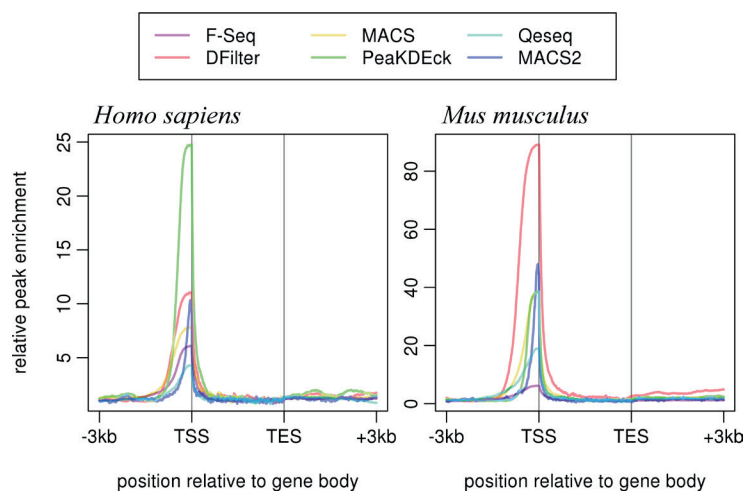 F-Seq MACS Qeseq
DFilter PeaKDEck MACS2
Homo sapiens Mus musculus
relative peak enrichment
25
20
15
10
5
-3kb TSS TES +3kb
position relative to gene body
80
60
40
20
0
-3kb TSS TES +3kb
position relative to gene body